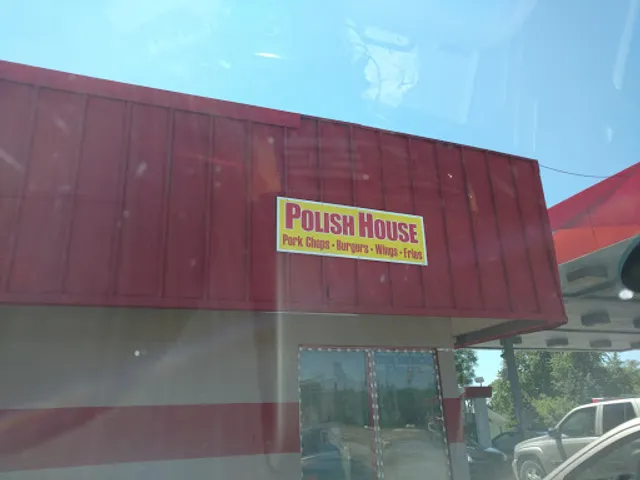 POLISH HOUSE
Pork Chops • Burgers • Wings • Fries